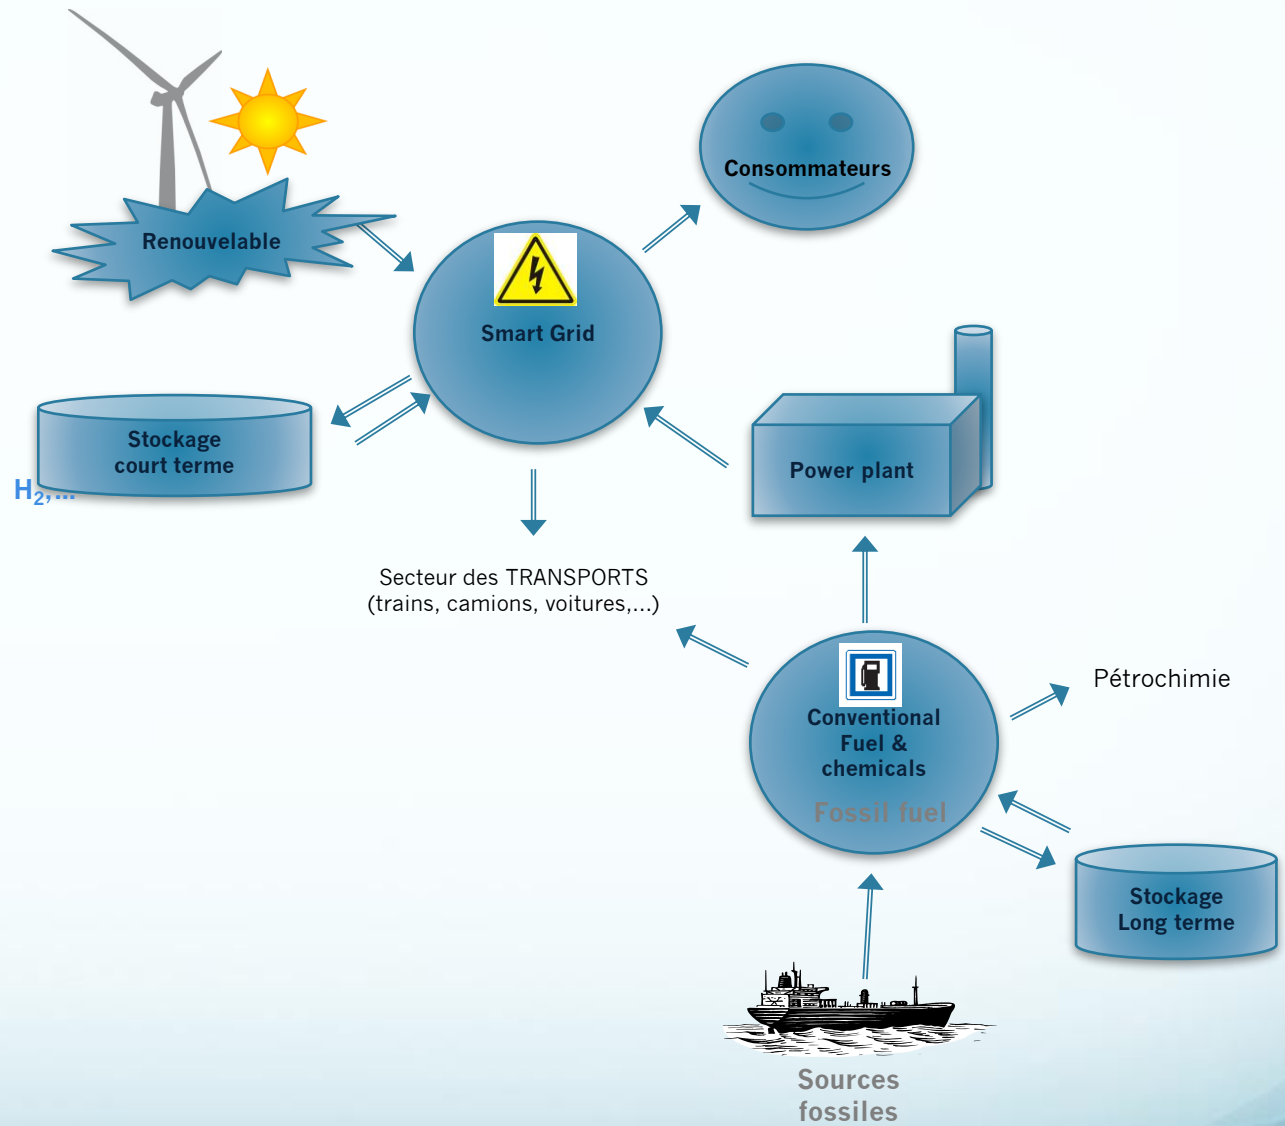 Consommateurs
Renouvelable
Smart Grid
Stockage
court terme
H₂,...
Power plant
Secteur des TRANSPORTS
(trains, camions, voitures,...)
Pétrochimie
Conventional
Fuel &
chemicals
Fossil fuel
Stockage
Long terme
Sources
fossiles